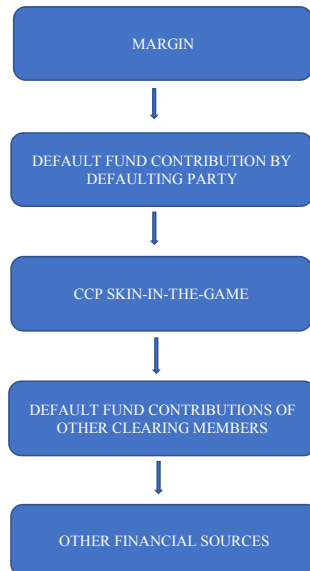 MARGIN
DEFAULT FUND CONTRIBUTION BY
DEFAULTING PARTY
CCP SKIN-IN-THE-GAME
DEFAULT FUND CONTRIBUTIONS OF
OTHER CLEARING MEMBERS
OTHER FINANCIAL SOURCES